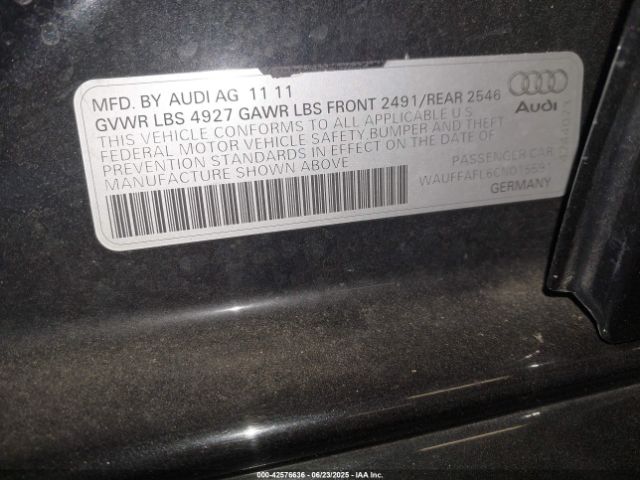 MFD. BY AUDI AG 11 11
GVWR LBS 4927 GAWR LBS FRONT 2491/REAR 2546
THIS VEHICLE CONFORMS TO ALL APPLICABLE U S
FEDERAL MOTOR VEHICLE SAFETY,BUMPER AND THEFT
PREVENTION STANDARDS IN EFFECT ON THE DATE OF
MANUFACTURE SHOWN ABOVE
Audi
PASSENGER CAR
GERMANY
000-42576636 - 06/23/2025 - IAA Inc.